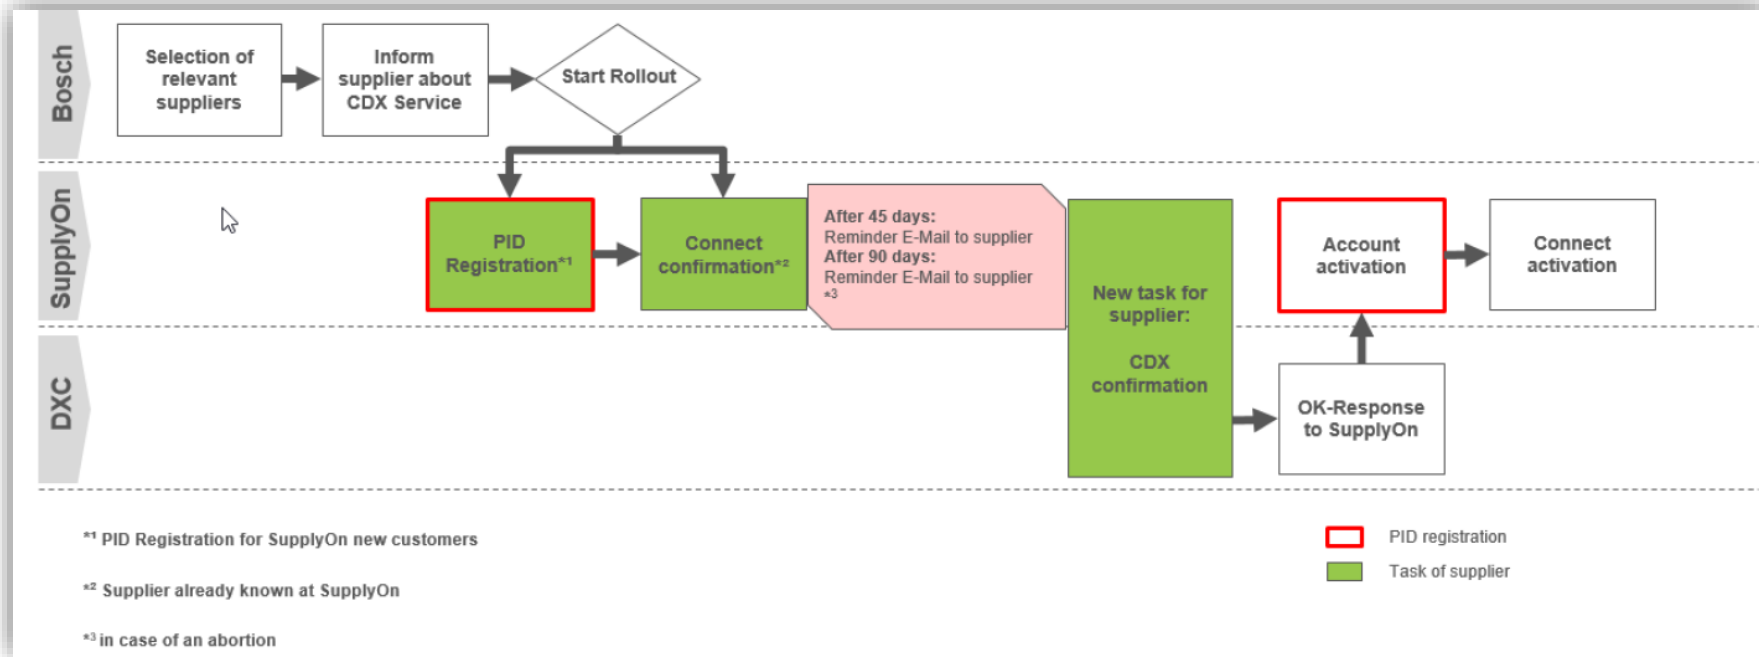 Bosch
Selection of
relevant
suppliers
Inform
supplier about
CDX Service
Start Rollout
SupplyOn
PID
Registration*¹
Connect
confirmation*²
After 45 days:
Reminder E-Mail to supplier
After 90 days:
Reminder E-Mail to supplier
*³
New task for
supplier:
CDX
confirmation
Account
activation
Connect
activation
DXC
OK-Response
to SupplyOn
*¹ PID Registration for SupplyOn new customers
*² Supplier already known at SupplyOn
*³ in case of an abortion
PID registration
Task of supplier